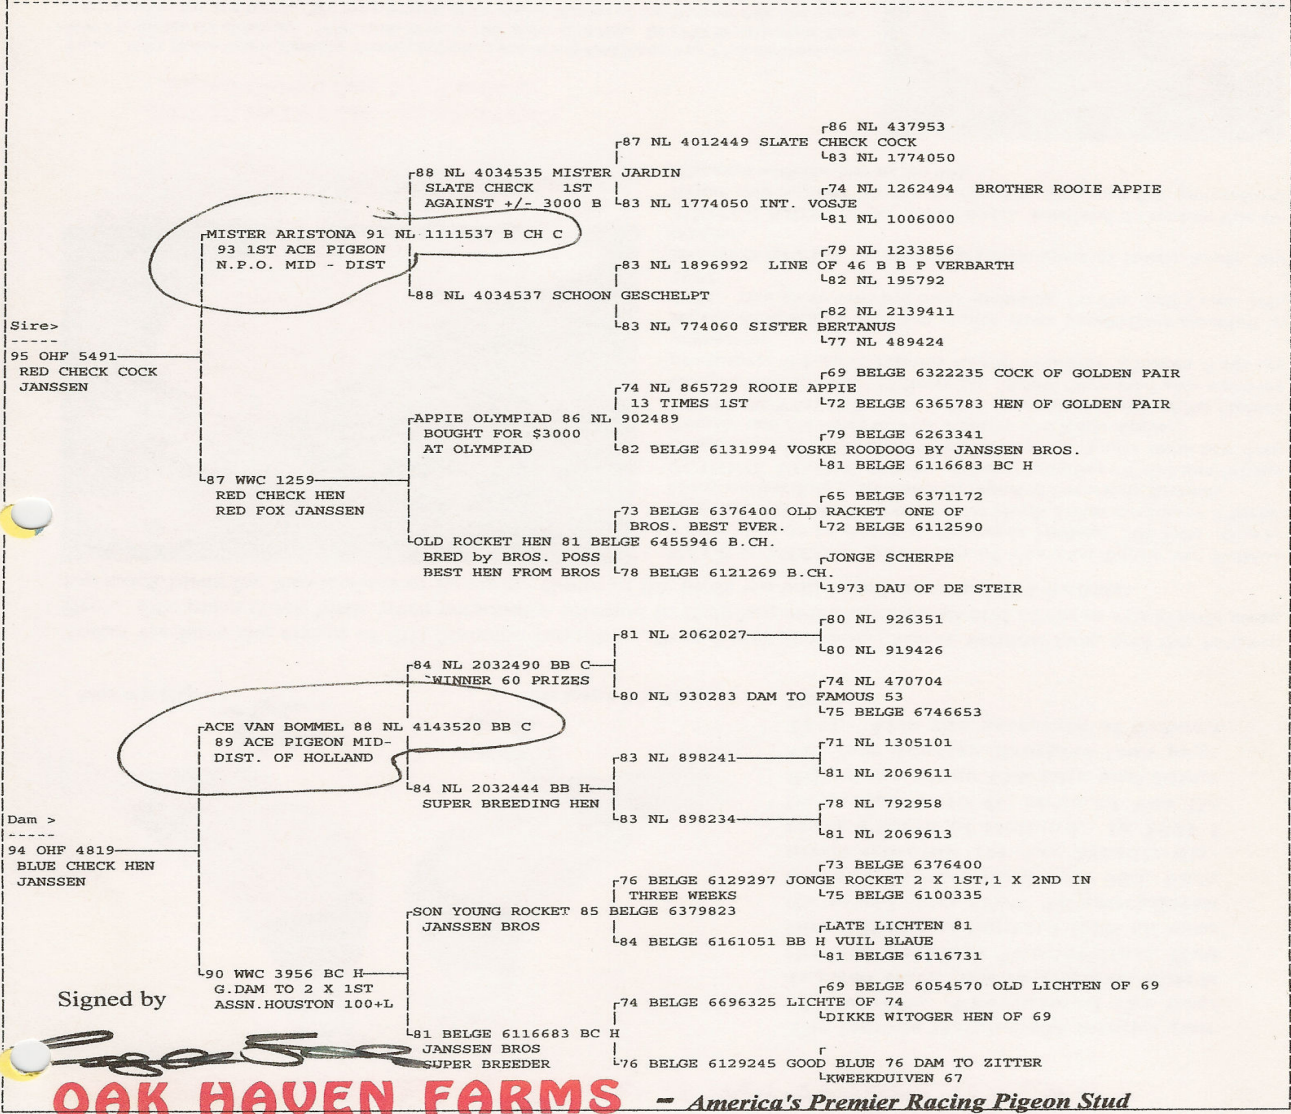 ┌86 NL 437953
┌87 NL 4012449 SLATE CHECK COCK
└83 NL 1774050
┌88 NL 4034535 MISTER JARDIN
SLATE CHECK 1ST
┌74 NL 1262494 BROTHER ROOIE APPIE
AGAINST +/- 3000 B └83 NL 1774050 INT. VOSJE
└81 NL 1006000
┌MISTER ARISTONA 91 NL 1111537 B CH C
93 1ST ACE PIGEON
┌79 NL 1233856
N.P.O. MID - DIST
┌83 NL 1896992 LINE OF 46 B B P VERBARTH
└82 NL 195792
└88 NL 4034537 SCHOON GESCHELPT
┌82 NL 2139411
Sire>
└83 NL 774060 SISTER BERTANUS
-----
└77 NL 489424
95 OHF 5491
RED CHECK COCK
┌69 BELGE 6322235 COCK OF GOLDEN PAIR
JANSSEN
┌74 NL 865729 ROOIE APPIE
13 TIMES 1ST └72 BELGE 6365783 HEN OF GOLDEN PAIR
┌APPIE OLYMPIAD 86 NL 902489
BOUGHT FOR $3000
┌79 BELGE 6263341
AT OLYMPIAD └82 BELGE 6131994 VOSKE ROODOOG BY JANSSEN BROS.
└81 BELGE 6116683 BC H
└87 WWC 1259
RED CHECK HEN
┌65 BELGE 6371172
RED FOX JANSSEN
┌73 BELGE 6376400 OLD RACKET ONE OF
BROS. BEST EVER. └72 BELGE 6112590
└OLD ROCKET HEN 81 BELGE 6455946 B.CH.
BRED by BROS. POSS
┌JONGE SCHERPE
BEST HEN FROM BROS └78 BELGE 6121269 B.CH.
└1973 DAU OF DE STEIR
┌80 NL 926351
┌81 NL 2062027
└80 NL 919426
┌84 NL 2032490 BB C
WINNER 60 PRIZES
┌74 NL 470704
└80 NL 930283 DAM TO FAMOUS 53
└75 BELGE 6746653
┌ACE VAN BOMMEL 88 NL 4143520 BB C
89 ACE PIGEON MID-
┌71 NL 1305101
DIST. OF HOLLAND
┌83 NL 898241
└81 NL 2069611
└84 NL 2032444 BB H
SUPER BREEDING HEN
┌78 NL 792958
Dam >
└83 NL 898234
-----
└81 NL 2069613
94 OHF 4819
BLUE CHECK HEN
┌73 BELGE 6376400
JANSSEN
┌76 BELGE 6129297 JONGE ROCKET 2 X 1ST,1 X 2ND IN
THREE WEEKS └75 BELGE 6100335
┌SON YOUNG ROCKET 85 BELGE 6379823
JANSSEN BROS
┌LATE LICHTEN 81
└84 BELGE 6161051 BB H VUIL BLAUE
└81 BELGE 6116731
└90 WWC 3956 BC H
G.DAM TO 2 X 1ST
┌69 BELGE 6054570 OLD LICHTEN OF 69
ASSN.HOUSTON 100+L
┌74 BELGE 6696325 LICHTE OF 74
└DIKKE WITOGER HEN OF 69
Signed by
└81 BELGE 6116683 BC H
JANSSEN BROS
SUPER BREEDER └76 BELGE 6129245 GOOD BLUE 76 DAM TO ZITTER
└KWEEKDUIVEN 67
OAK HAVEN FARMS - America's Premier Racing Pigeon Stud